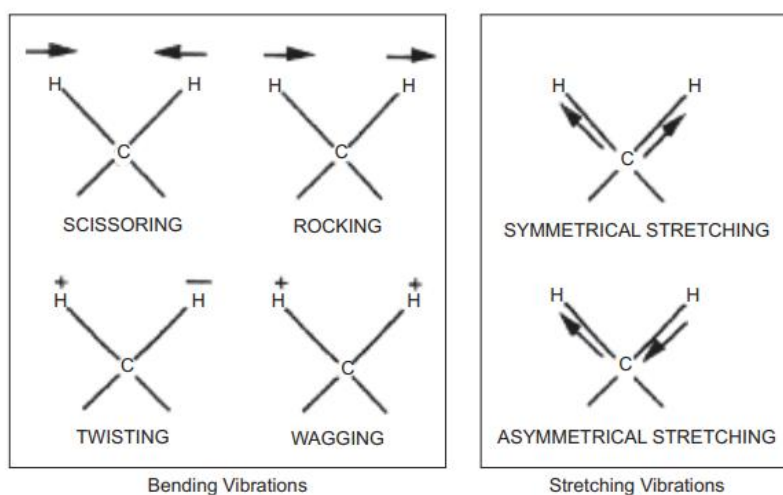 H H H H H H
C C C
SCISSORING ROCKING SYMMETRICAL STRETCHING
+ − + +
H H H H H H
C C C
TWISTING WAGGING ASYMMETRICAL STRETCHING
Bending Vibrations Stretching Vibrations